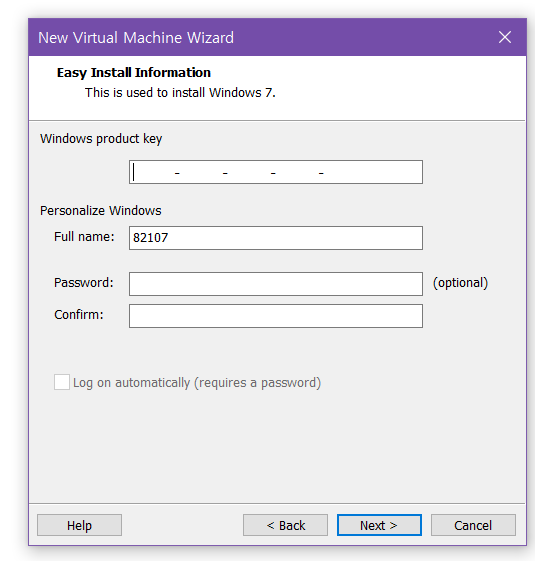 New Virtual Machine Wizard
Easy Install Information
This is used to install Windows 7.
Windows product key
- - - -
Personalize Windows
Full name: 82107
Password: (optional)
Confirm:
Log on automatically (requires a password)
Help < Back Next > Cancel